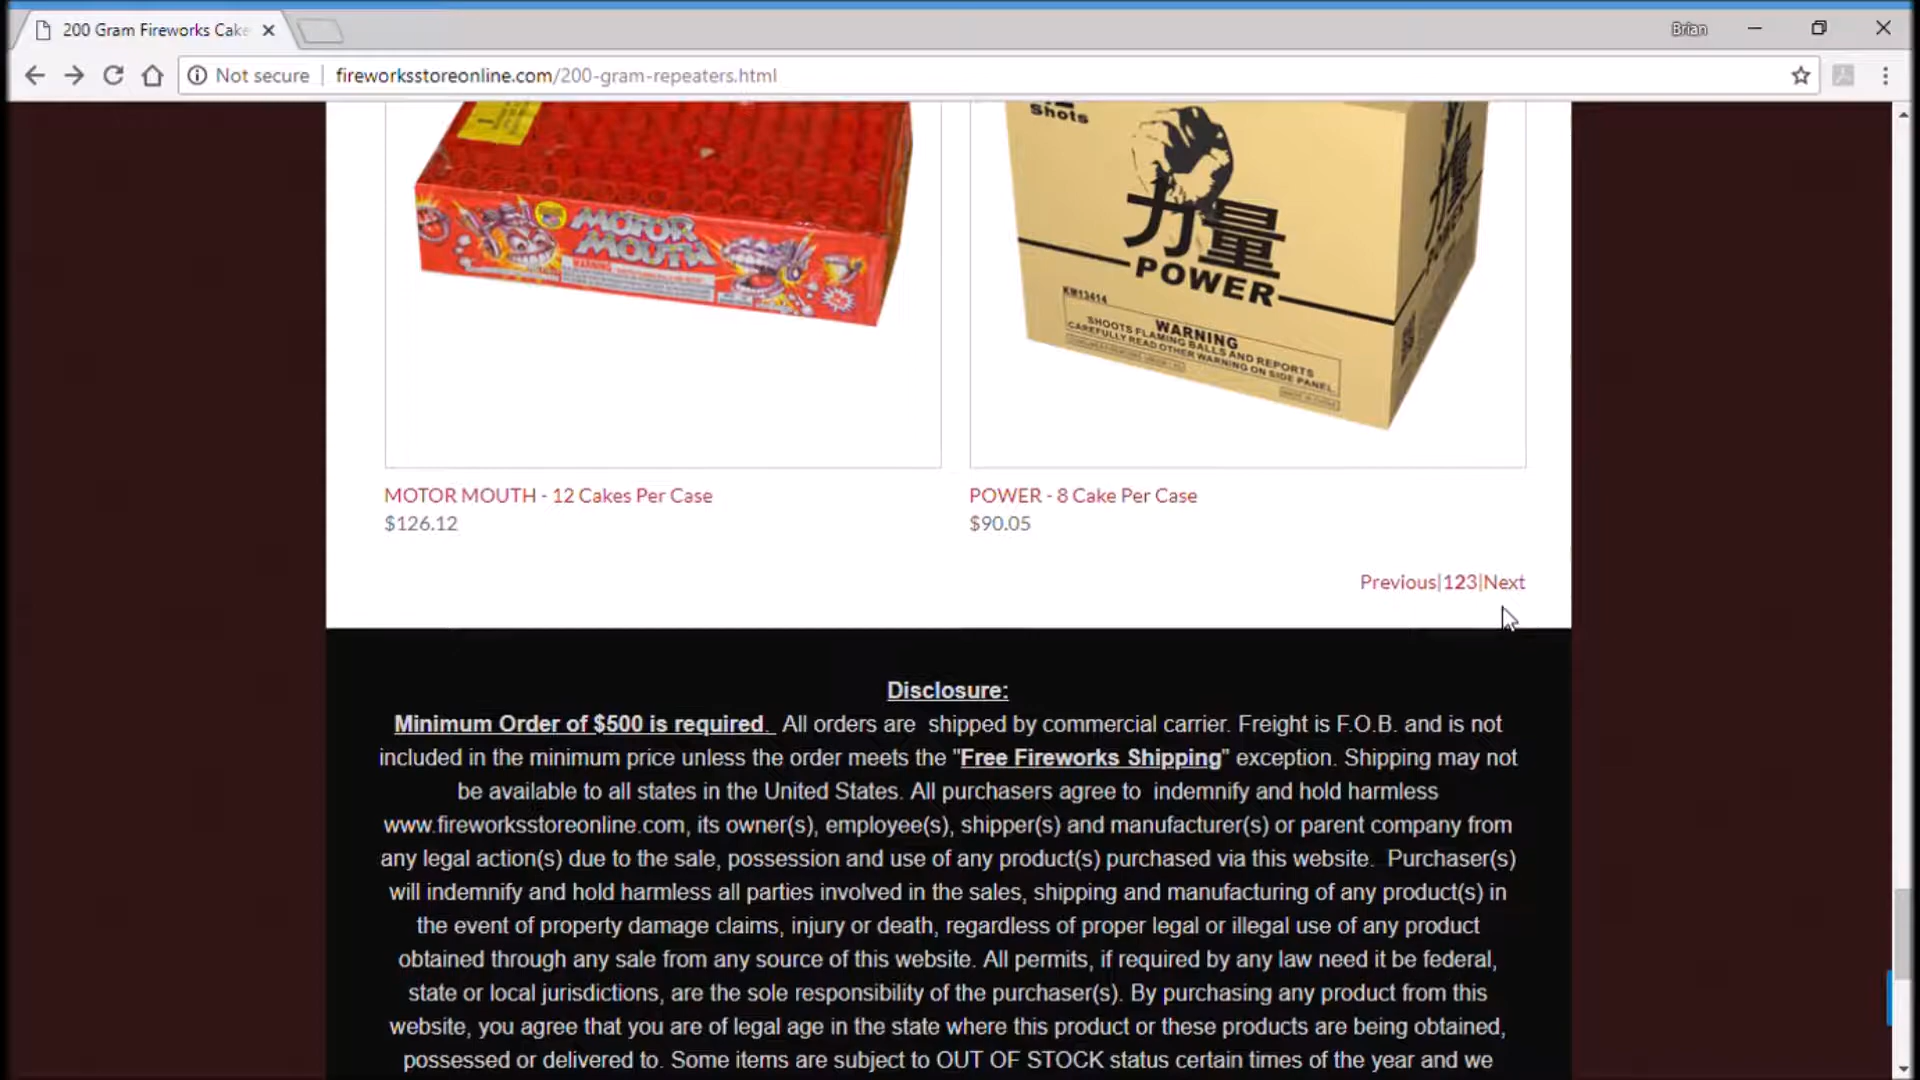 200 Gram Fireworks Cake
Brian
Not secure
fireworksstoreonline.com/200-gram-repeaters.html
Shots
力量
POWER
KM13414
WARNING
SHOOTS FLAMING BALLS AND REPORTS
CAREFULLY READ OTHER WARNING ON SIDE PANEL.
MOTOR
MOUTH
WARNING
MOTOR MOUTH - 12 Cakes Per Case
$126.12
POWER - 8 Cake Per Case
$90.05
Previous|123|Next
Disclosure:
Minimum Order of $500 is required. All orders are shipped by commercial carrier. Freight is F.O.B. and is not
included in the minimum price unless the order meets the "Free Fireworks Shipping" exception. Shipping may not
be available to all states in the United States. All purchasers agree to indemnify and hold harmless
www.fireworksstoreonline.com, its owner(s), employee(s), shipper(s) and manufacturer(s) or parent company from
any legal action(s) due to the sale, possession and use of any product(s) purchased via this website. Purchaser(s)
will indemnify and hold harmless all parties involved in the sales, shipping and manufacturing of any product(s) in
the event of property damage claims, injury or death, regardless of proper legal or illegal use of any product
obtained through any sale from any source of this website. All permits, if required by any law need it be federal,
state or local jurisdictions, are the sole responsibility of the purchaser(s). By purchasing any product from this
website, you agree that you are of legal age in the state where this product or these products are being obtained,
possessed or delivered to. Some items are subject to OUT OF STOCK status certain times of the year and we